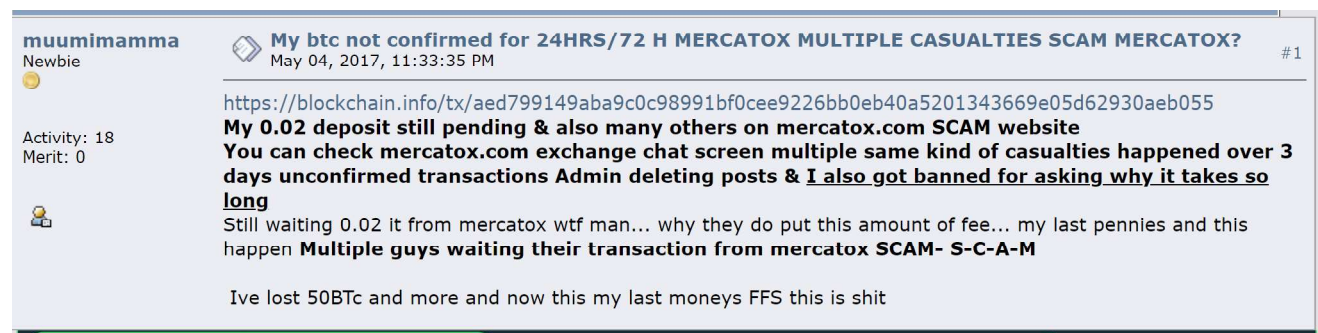 muumimamma
Newbie
Activity: 18
Merit: 0
My btc not confirmed for 24HRS/72 H MERCATOX MULTIPLE CASUALTIES SCAM MERCATOX?
May 04, 2017, 11:33:35 PM
#1
https://blockchain.info/tx/aed799149aba9c0c98991bf0cee9226bb0eb40a5201343669e05d62930aeb055
My 0.02 deposit still pending & also many others on mercatox.com SCAM website
You can check mercatox.com exchange chat screen multiple same kind of casualties happened over 3
days unconfirmed transactions Admin deleting posts & I also got banned for asking why it takes so
long
Still waiting 0.02 it from mercatox wtf man... why they do put this amount of fee... my last pennies and this
happen Multiple guys waiting their transaction from mercatox SCAM- S-C-A-M
Ive lost 50BTc and more and now this my last moneys FFS this is shit